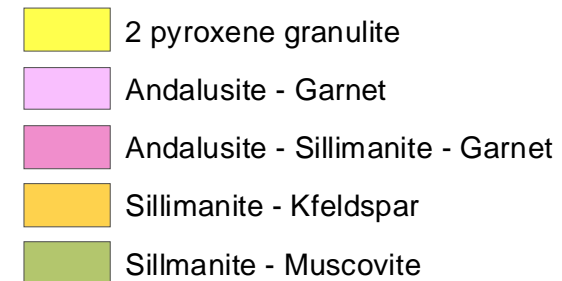 2 pyroxene granulite
Andalusite - Garnet
Andalusite - Sillimanite - Garnet
Sillimanite - Kfeldspar
Sillmanite - Muscovite